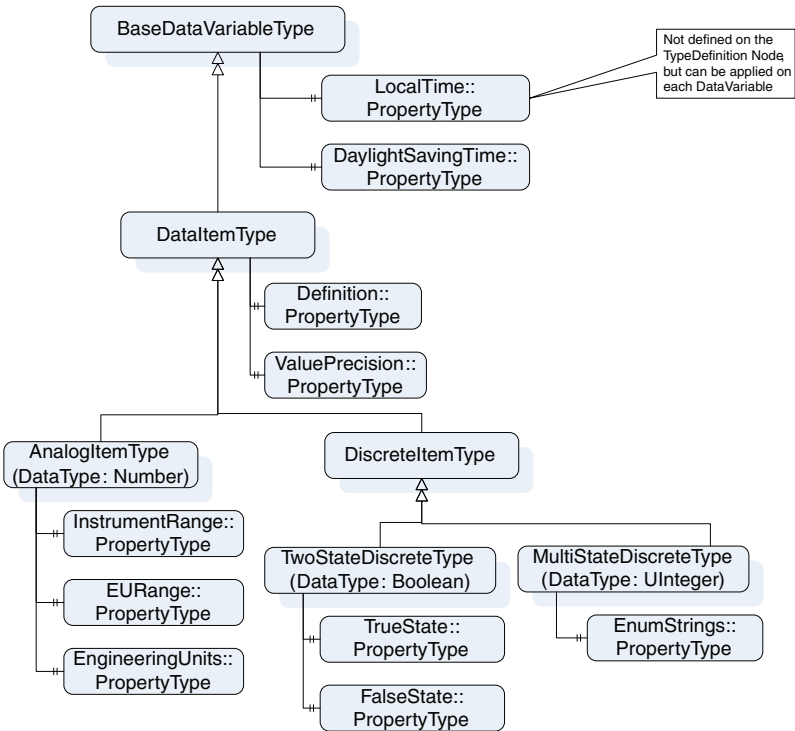 BaseDataVariableType
Not defined on the
TypeDefinition Node,
but can be applied on
each DataVariable
LocalTime::
PropertyType
DaylightSavingTime::
PropertyType
DataItemType
Definition::
PropertyType
ValuePrecision::
PropertyType
AnalogItemType
(DataType: Number)
DiscreteItemType
InstrumentRange::
PropertyType
EURange::
PropertyType
EngineeringUnits::
PropertyType
TwoStateDiscreteType
(DataType: Boolean)
TrueState::
PropertyType
FalseState::
PropertyType
MultiStateDiscreteType
(DataType: UInteger)
EnumStrings::
PropertyType